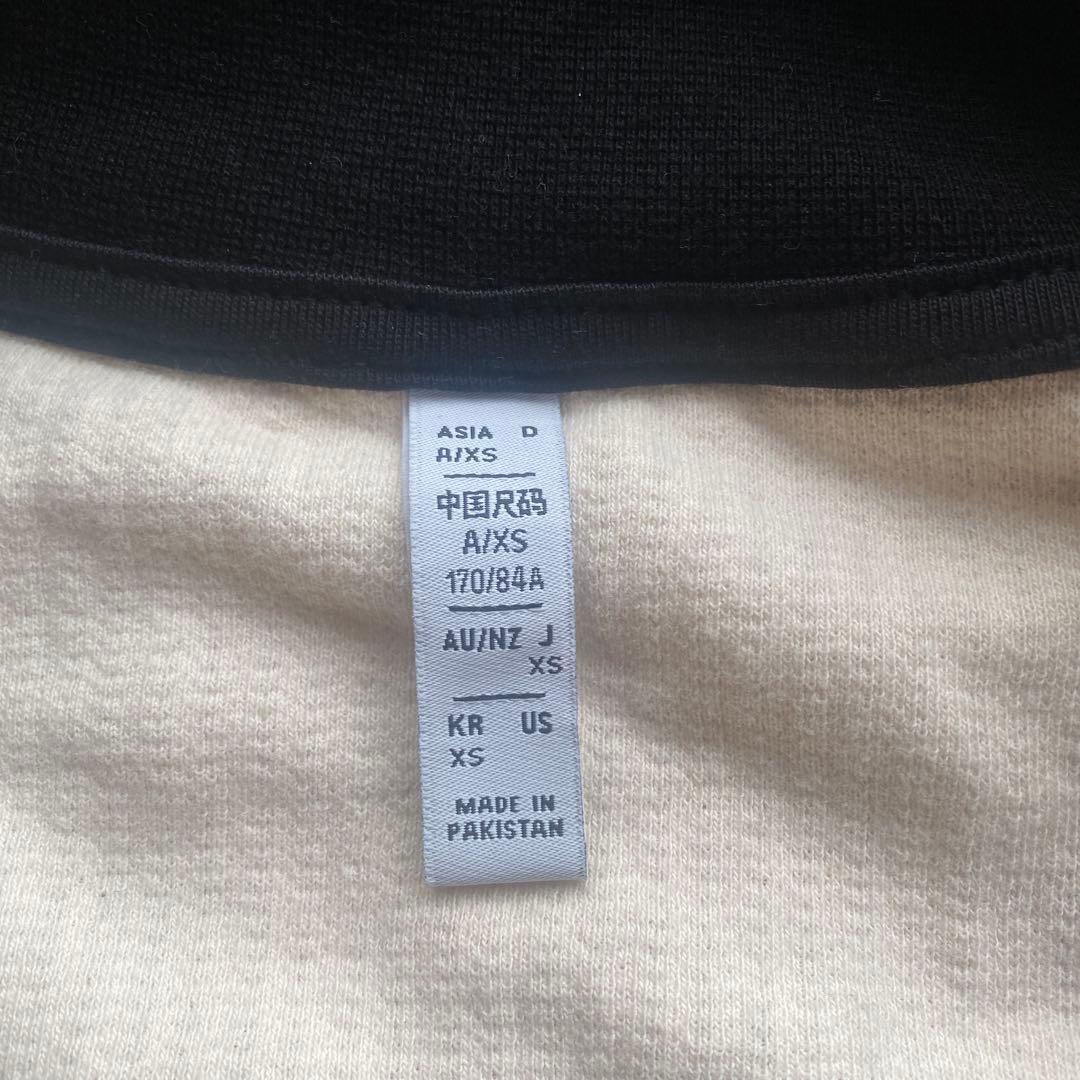 ASIA D
A/XS
中国尺码
A/XS
170/84A
AU/NZ J
XS
KR US
XS
MADE IN
PAKISTAN